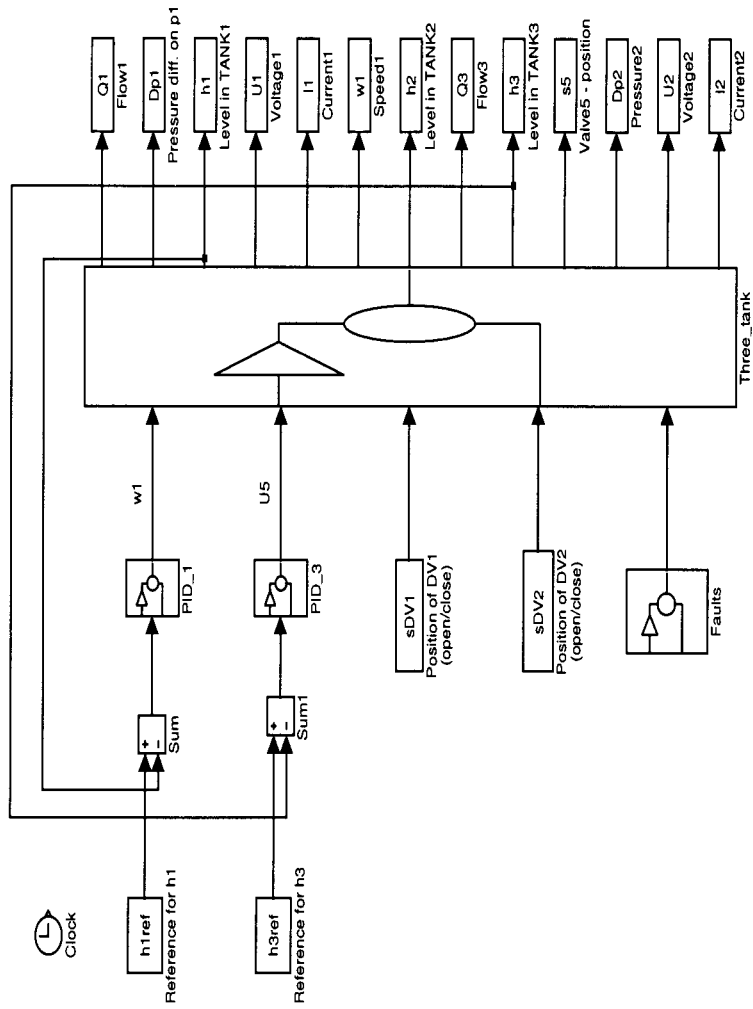 Clock
h1ref
Reference for h1
h3ref
Reference for h3
+
−
Sum
+
−
Sum1
PID_1
w1
PID_3
U5
sDV1
Position of DV1
(open/close)
sDV2
Position of DV2
(open/close)
Faults
Three_tank
Q1
Flow1
Dp1
Pressure diff. on p1
h1
Level in TANK1
U1
Voltage1
I1
Current1
w1
Speed1
h2
Level in TANK2
Q3
Flow3
h3
Level in TANK3
s5
Valve5 - position
Dp2
Pressure2
U2
Voltage2
I2
Current2